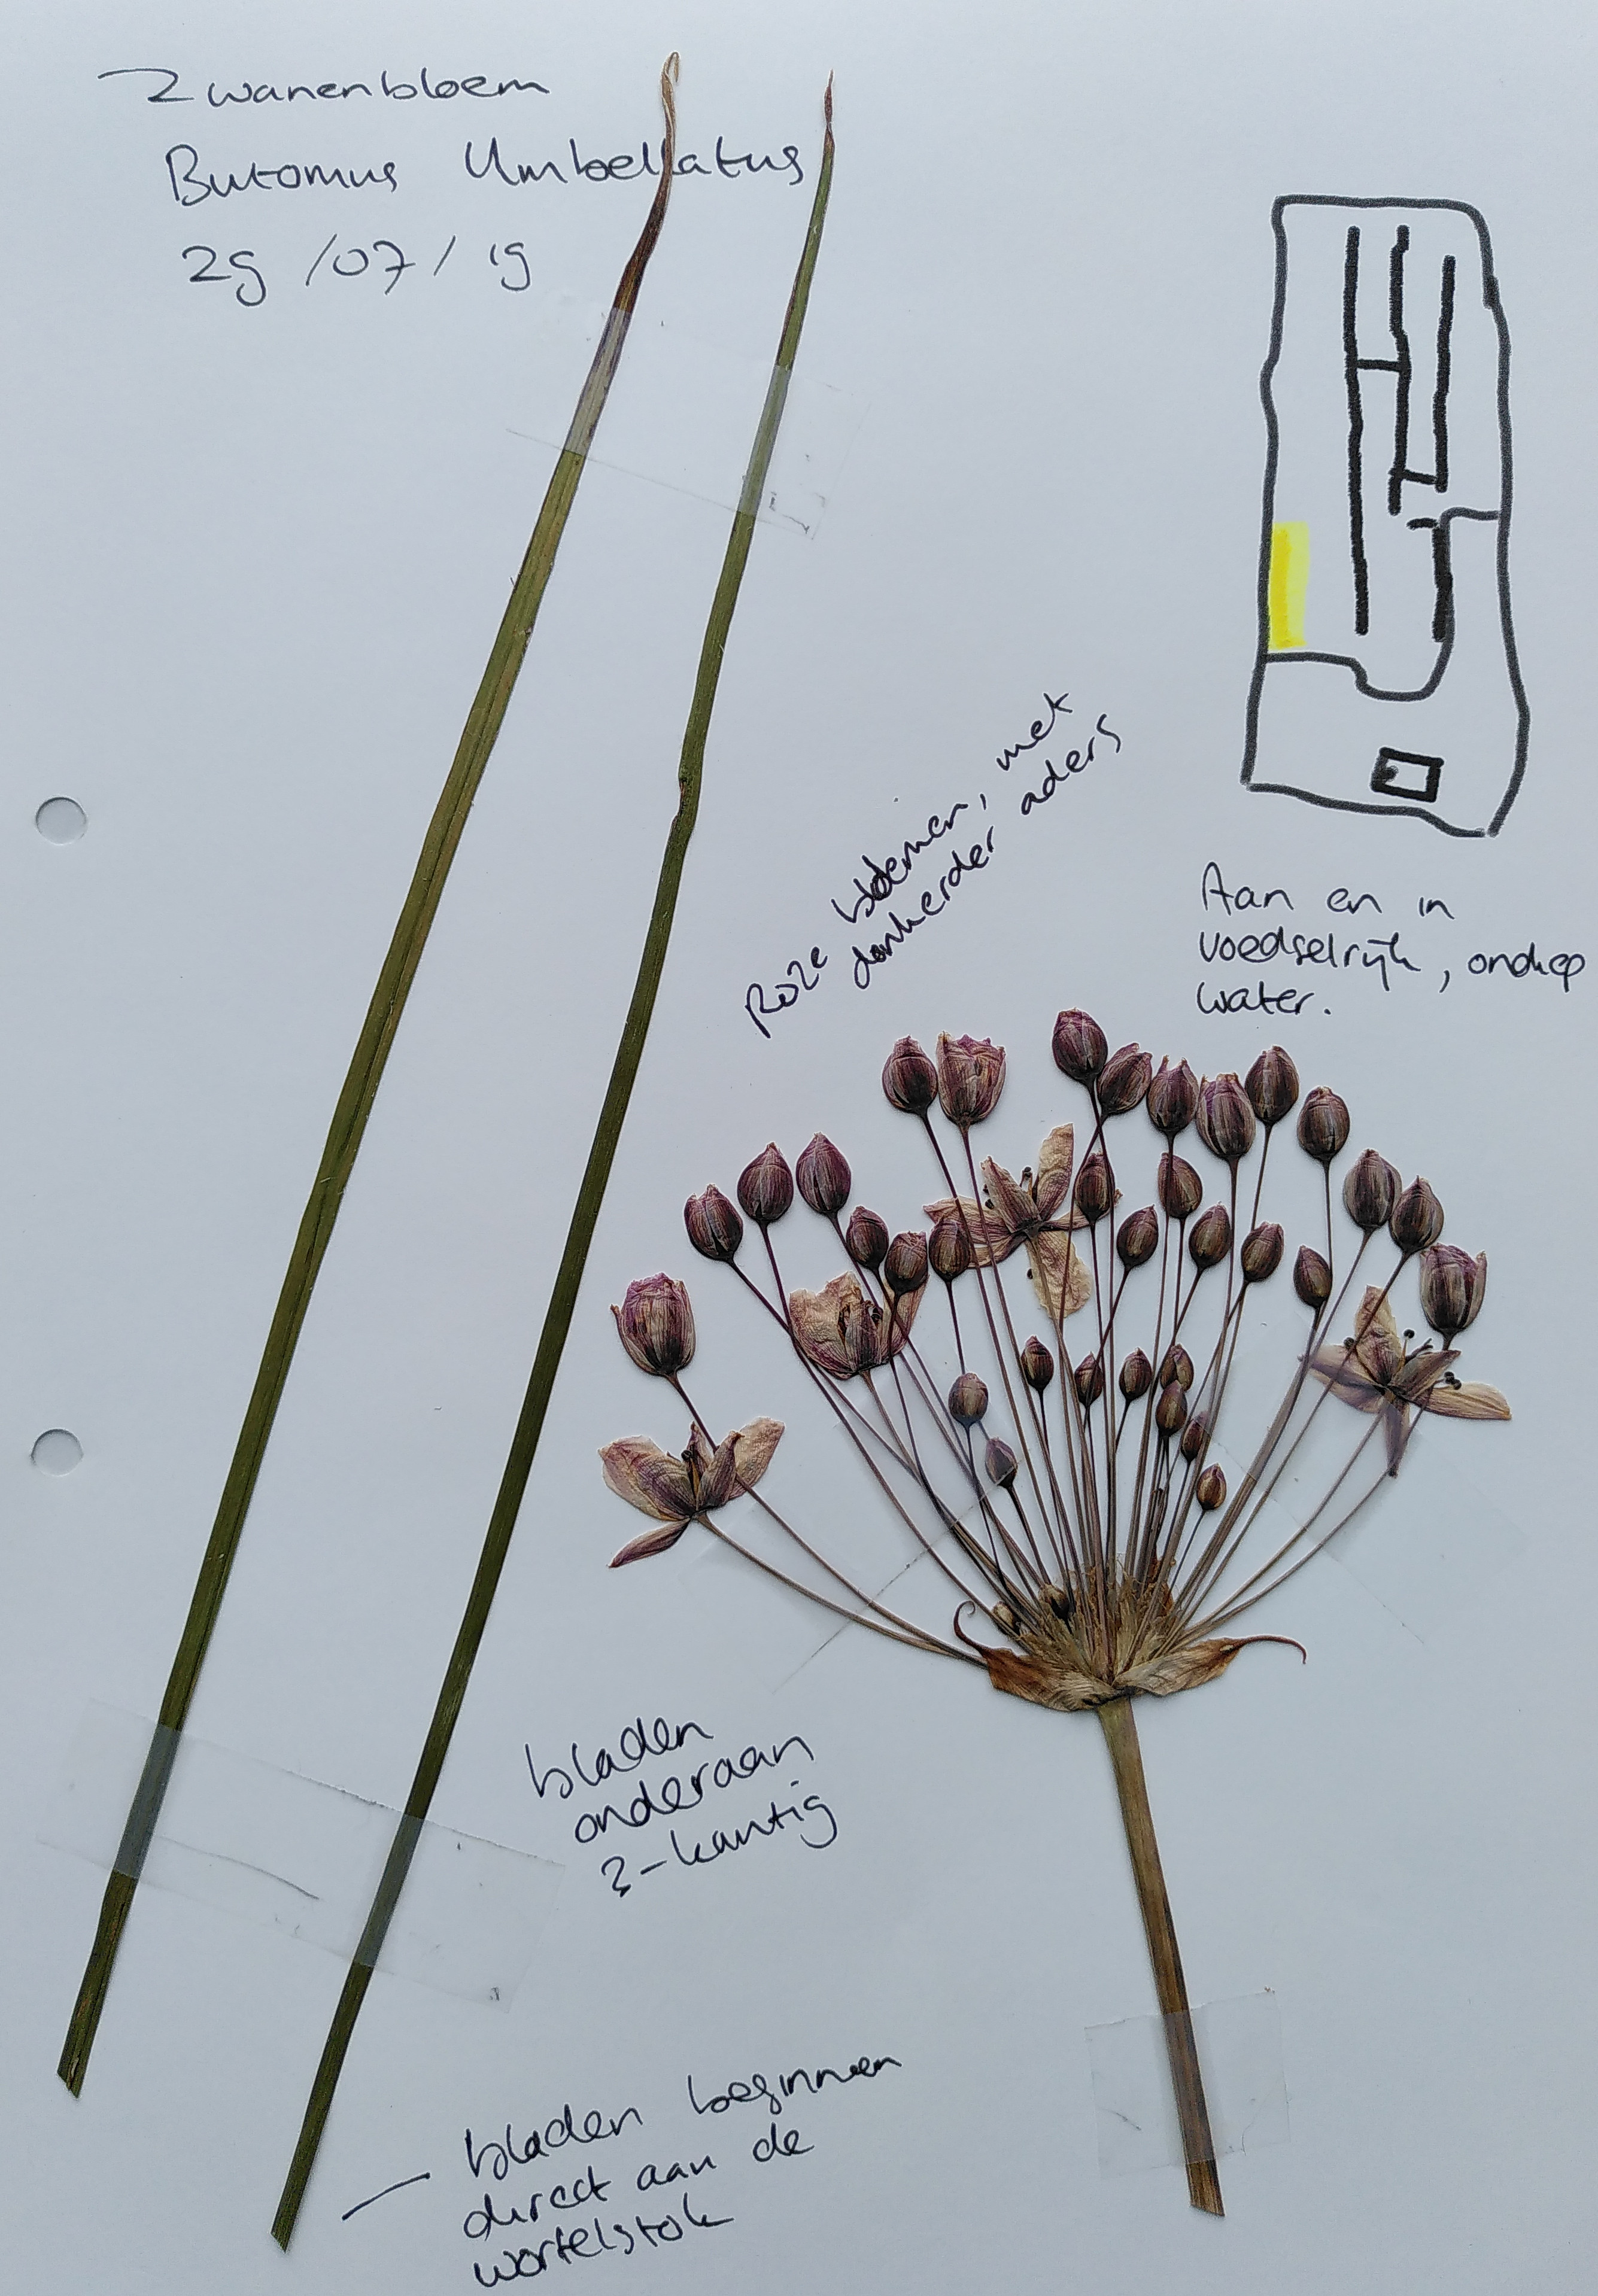 Zwanenbloem
Butomus Umbellatus
29/07/19
Roze bloemen, met
donkerder aders
Aan en in
voedselrijk, ondiep
water.
bladen
onderaan
3-kantig
bladen beginnen
direct aan de
wortelstok